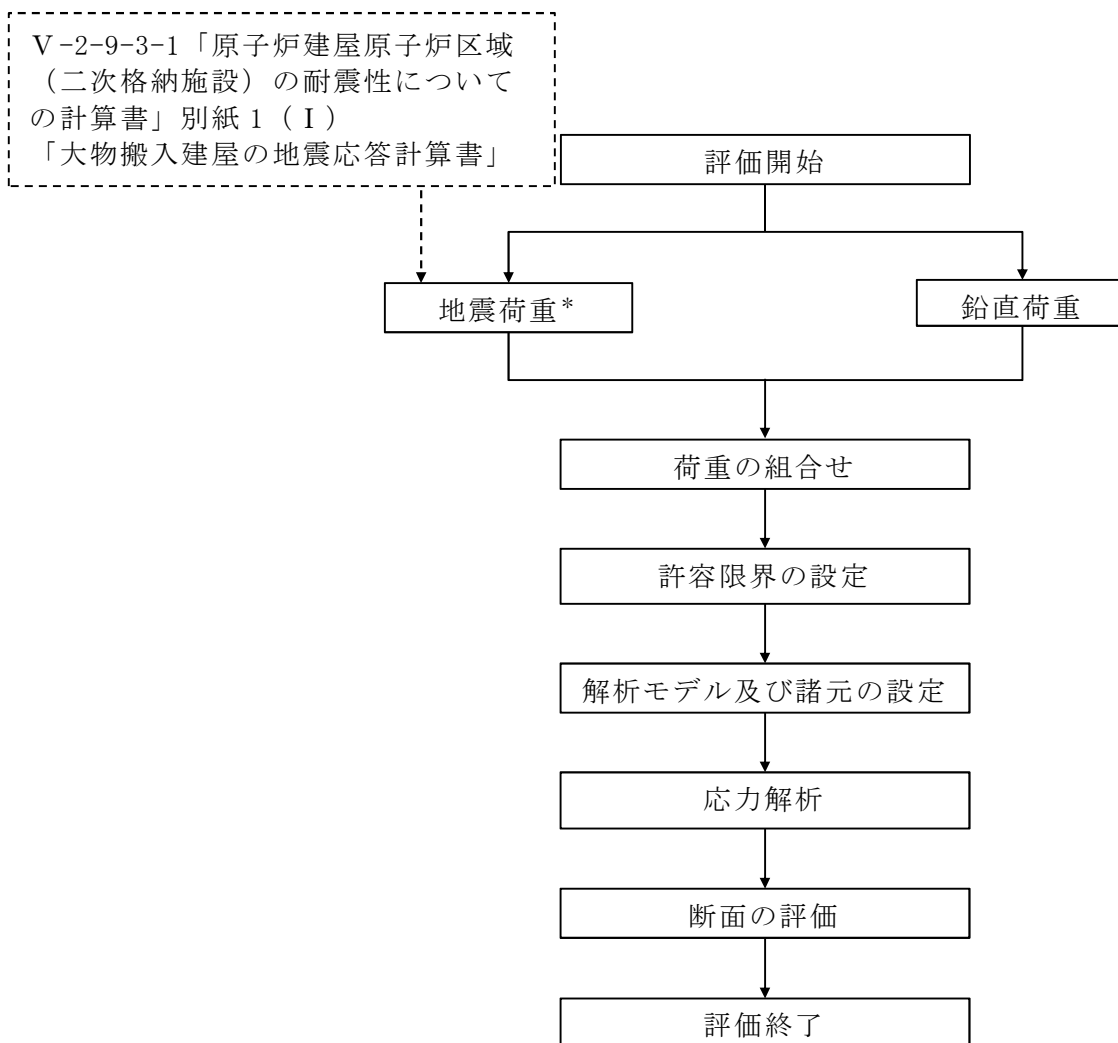 Ⅴ-2-9-3-1「原子炉建屋原子炉区域
（二次格納施設）の耐震性について
の計算書」別紙1（Ⅰ）
「大物搬入建屋の地震応答計算書」
評価開始
地震荷重*
鉛直荷重
荷重の組合せ
許容限界の設定
解析モデル及び諸元の設定
応力解析
断面の評価
評価終了